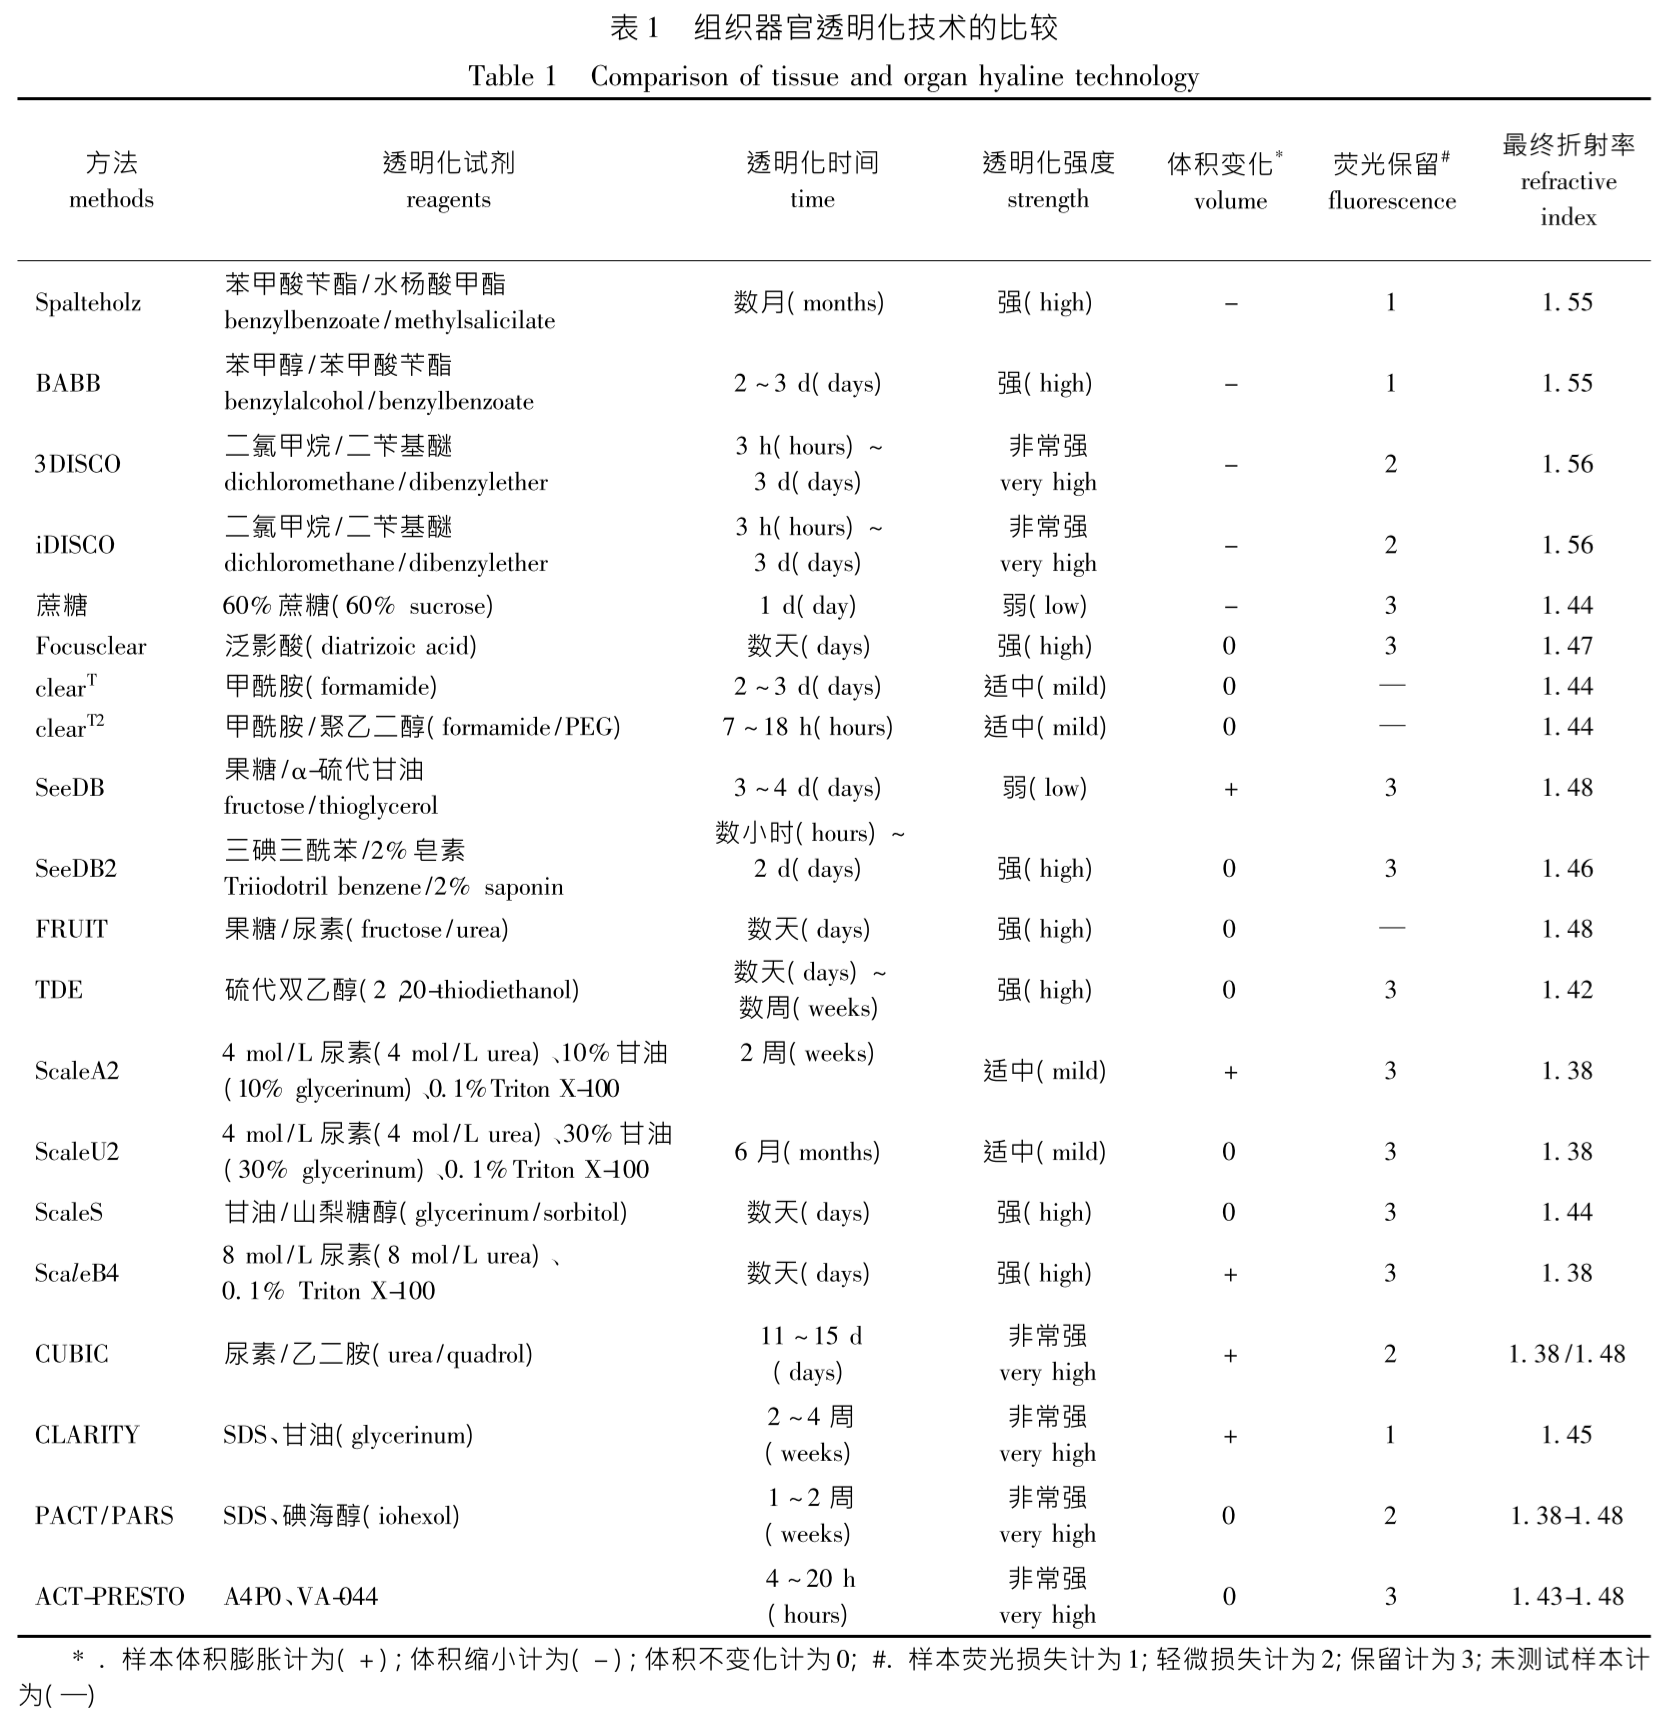 表1 组织器官透明化技术的比较
Table 1 Comparison of tissue and organ hyaline technology
方法 methods 透明化试剂 reagents 透明化时间 time 透明化强度 strength 体积变化* volume 荧光保留# fluorescence 最终折射率 refractive index
Spalteholz 苯甲酸苄酯/水杨酸甲酯 benzylbenzoate/methylsalicilate 数月(months) 强(high) - 1 1.55
BABB 苯甲醇/苯甲酸苄酯 benzylalcohol/benzylbenzoate 2~3 d(days) 强(high) - 1 1.55
3DISCO 二氯甲烷/二苄基醚 dichloromethane/dibenzylether 3 h(hours) ~ 3 d(days) 非常强 very high - 2 1.56
iDISCO 二氯甲烷/二苄基醚 dichloromethane/dibenzylether 3 h(hours) ~ 3 d(days) 非常强 very high - 2 1.56
蔗糖 60%蔗糖(60% sucrose) 1 d(day) 弱(low) - 3 1.44
Focusclear 泛影酸(diatrizoic acid) 数天(days) 强(high) 0 3 1.47
clearT 甲酰胺(formamide) 2~3 d(days) 适中(mild) 0 — 1.44
clearT2 甲酰胺/聚乙二醇(formamide/PEG) 7~18 h(hours) 适中(mild) 0 — 1.44
SeeDB 果糖/α-硫代甘油 fructose/thioglycerol 3~4 d(days) 弱(low) + 3 1.48
SeeDB2 三碘三酰苯/2%皂素 Triiodotril benzene/2% saponin 数小时(hours) ~ 2 d(days) 强(high) 0 3 1.46
FRUIT 果糖/尿素(fructose/urea) 数天(days) 强(high) 0 — 1.48
TDE 硫代双乙醇(2,20-thiodiethanol) 数天(days) ~ 数周(weeks) 强(high) 0 3 1.42
ScaleA2 4 mol/L尿素(4 mol/L urea)、10%甘油(10% glycerinum)、0.1%Triton X-100 2周(weeks) 适中(mild) + 3 1.38
ScaleU2 4 mol/L尿素(4 mol/L urea)、30%甘油(30% glycerinum)、0.1%Triton X-100 6月(months) 适中(mild) 0 3 1.38
ScaleS 甘油/山梨糖醇(glycerinum/sorbitol) 数天(days) 强(high) 0 3 1.44
ScaleB4 8 mol/L尿素(8 mol/L urea)、0.1% Triton X-100 数天(days) 强(high) + 3 1.38
CUBIC 尿素/乙二胺(urea/quadrol) 11~15 d (days) 非常强 very high + 2 1.38/1.48
CLARITY SDS、甘油(glycerinum) 2~4周 (weeks) 非常强 very high + 1 1.45
PACT/PARS SDS、碘海醇(iohexol) 1~2周 (weeks) 非常强 very high 0 2 1.38-1.48
ACT-PRESTO A4P0、VA-044 4~20 h (hours) 非常强 very high 0 3 1.43-1.48
*. 样本体积膨胀计为(+);体积缩小计为(-);体积不变化计为0; #. 样本荧光损失计为1;轻微损失计为2;保留计为3;未测试样本计
为(—)